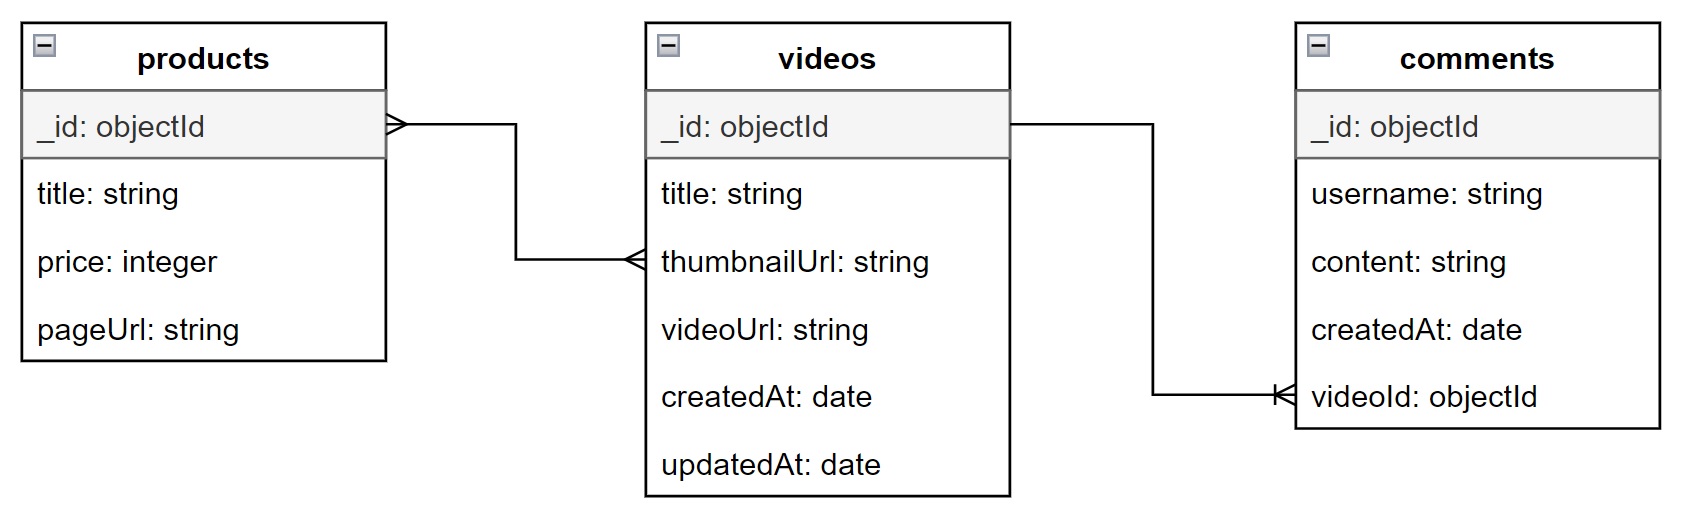 products
_id: objectId
title: string
price: integer
pageUrl: string
videos
_id: objectId
title: string
thumbnailUrl: string
videoUrl: string
createdAt: date
updatedAt: date
comments
_id: objectId
username: string
content: string
createdAt: date
videoId: objectId